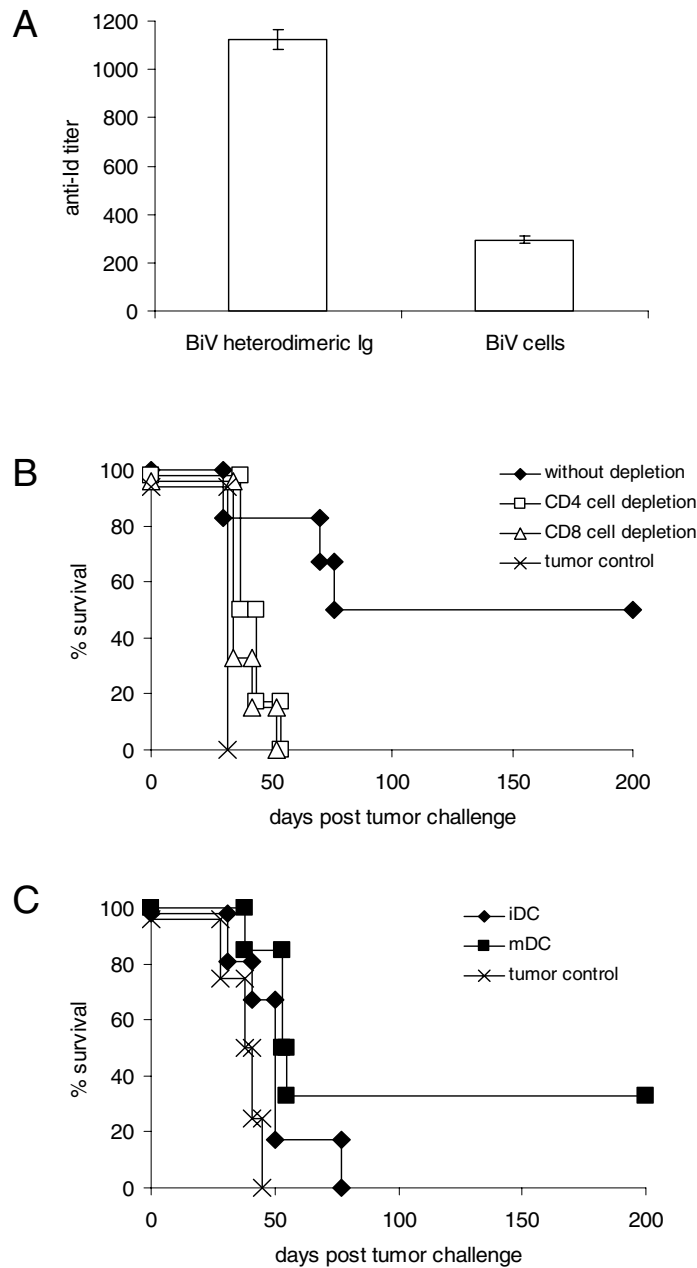 A
1200
1000
800
600
400
200
0
anti-Id titer
BiV heterodimeric Ig
BiV cells
B
100
80
60
40
20
0
% survival
without depletion
CD4 cell depletion
CD8 cell depletion
tumor control
0 50 100 150 200
days post tumor challenge
C
100
80
60
40
20
0
% survival
iDC
mDC
tumor control
0 50 100 150 200
days post tumor challenge